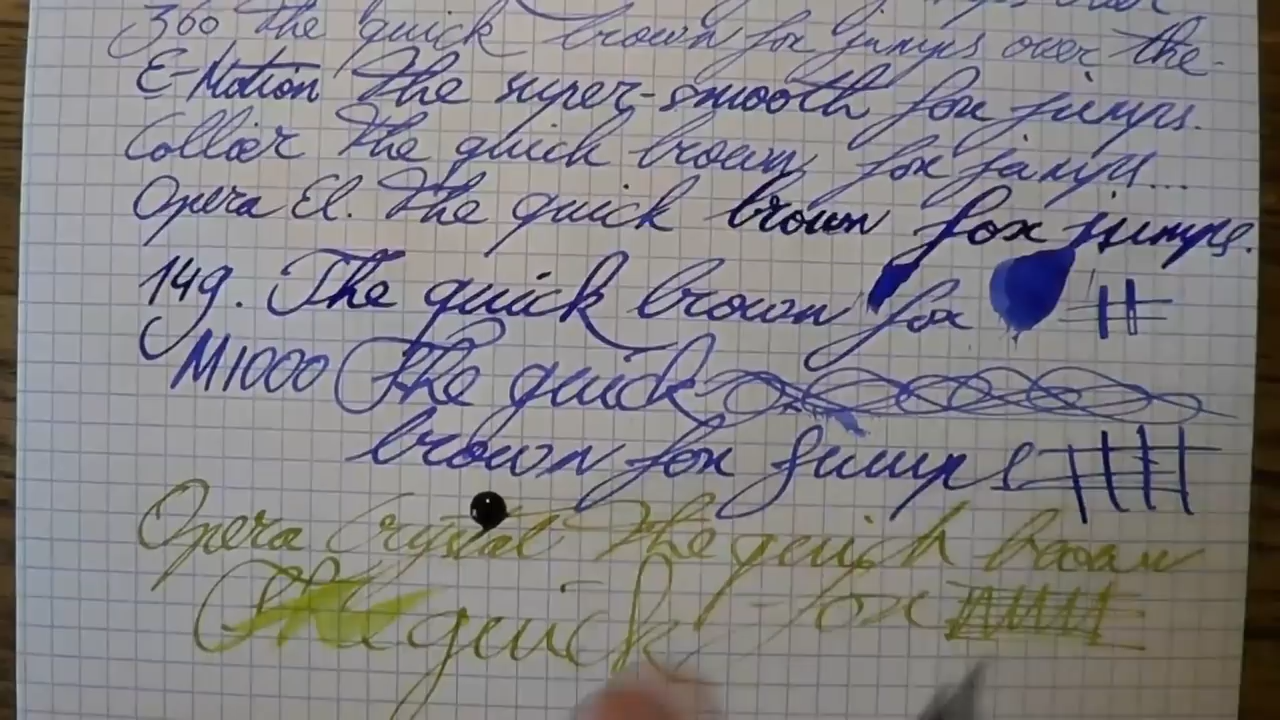 over
360 the quick brown fox jumps over the
E-Motion The super-smooth fox jumps.
Collier The quick brown fox jumps...
Opera El. The quick brown fox jumps.
149. The quick brown fox
M1000 The quick
brown fox jumps
Opera Crystal The quick brown
The quick fox